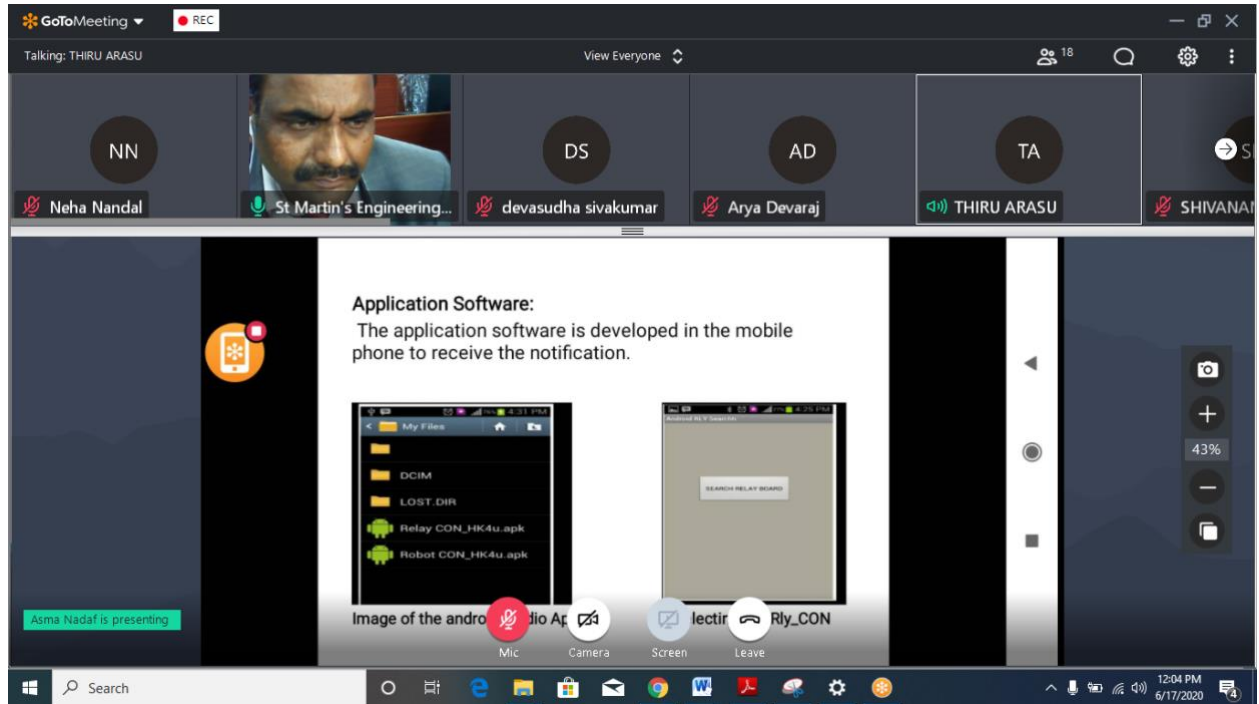 GoToMeeting
REC
Talking: THIRU ARASU
View Everyone
18
NN
DS
AD
TA
Neha Nandal
St Martin's Engineering...
devasudha sivakumar
Arya Devaraj
THIRU ARASU
SHIVANAN
Application Software:
The application software is developed in the mobile
phone to receive the notification.
4:31 PM
My Files
DCIM
LOST.DIR
Relay CON_HK4u.apk
Robot CON_HK4u.apk
4:25 PM
SEARCH RELAY BOARD
43%
Asma Nadaf is presenting
Image of the andro
dio Ap
lectin
Rly_CON
Mic
Camera
Screen
Leave
Search
12:04 PM
6/17/2020
4